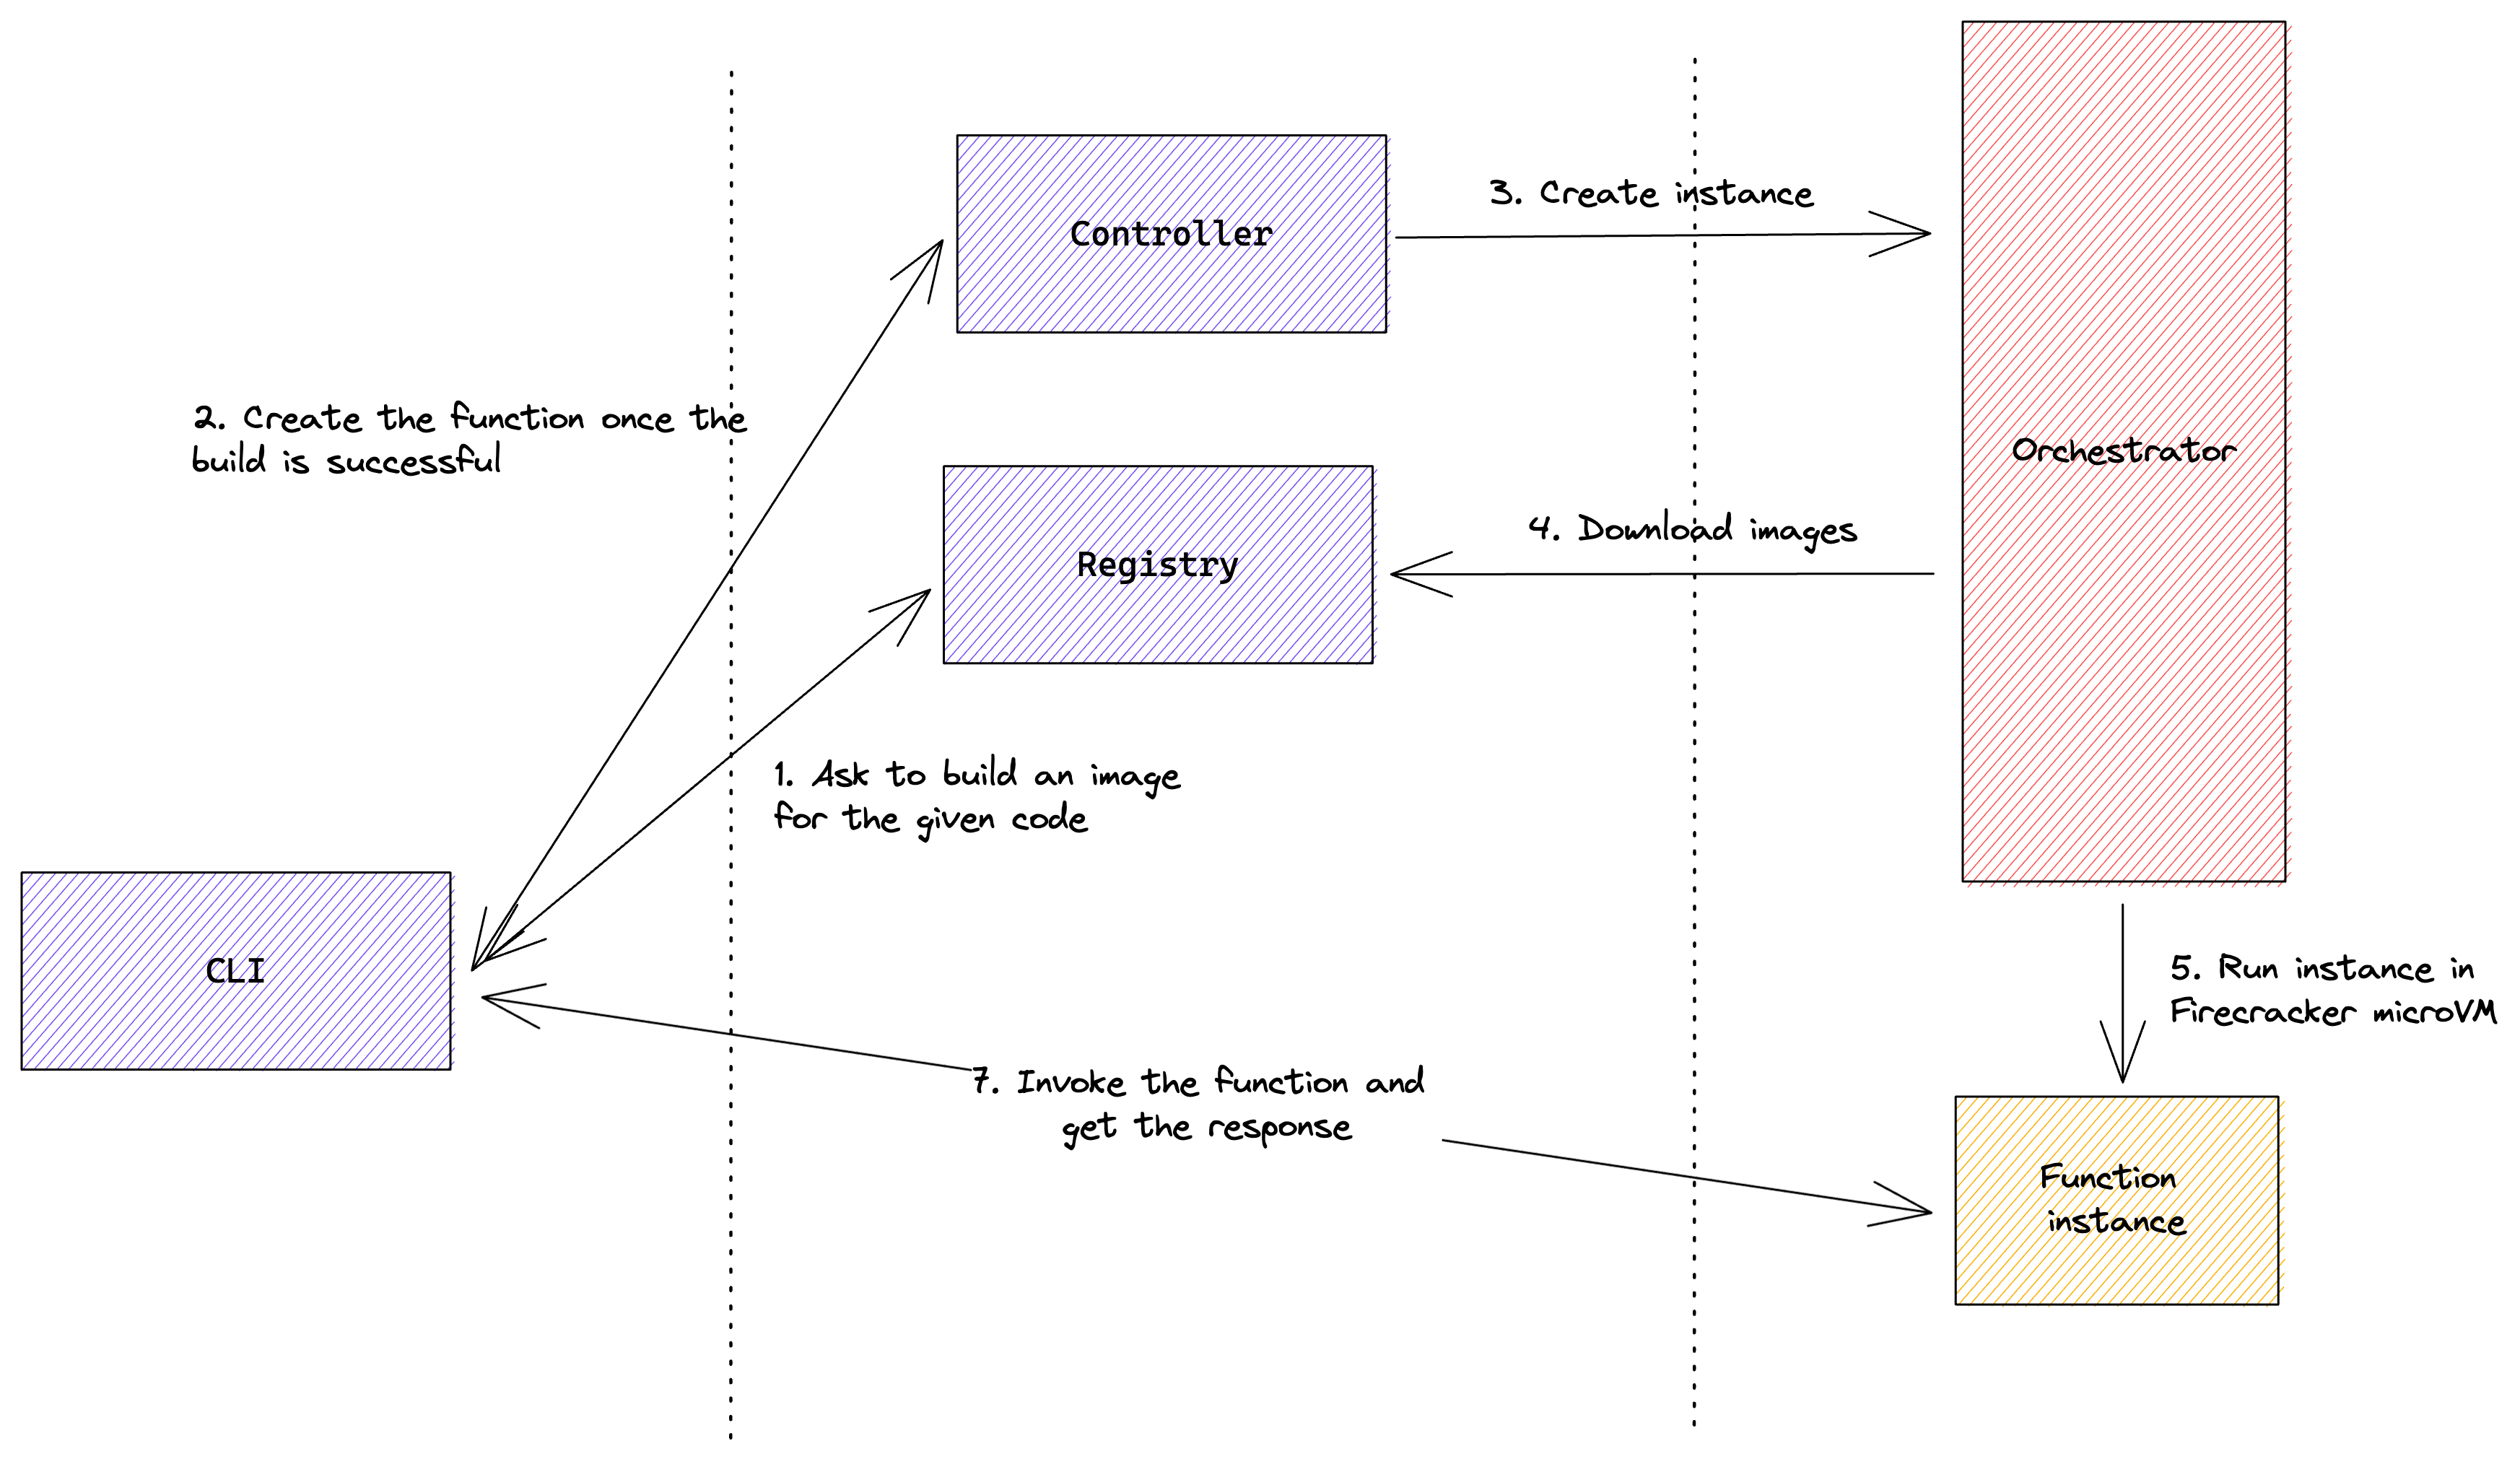 Controller
3. Create instance
2. Create the function once the
build is successful
Orchestrator
4. Download images
Registry
1. Ask to build an image
for the given code
CLI
5. Run instance in
Firecracker microVM
7. Invoke the function and
get the response
Function
instance